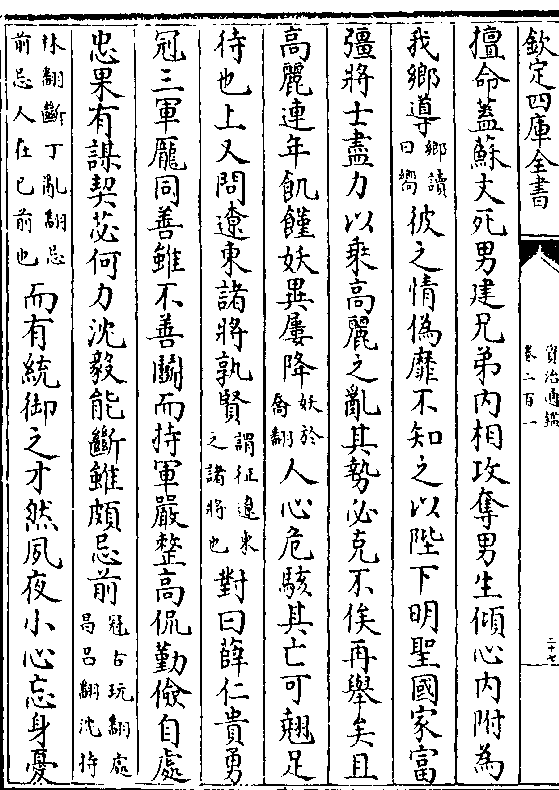 欽定四庫全書
資治通鑑
卷二百一
二十七
擅命蓋蘇文死男建兄弟内相攻奪男生傾心内附為
我鄉導鄉讀曰嚮彼之情偽靡不知之以陛下明聖國家富
彊將士盡力以乘高麗之亂其勢必克不俟再舉矣且
高麗連年飢饉妖異屢降妖於喬翻人心危駭其亡可翹足
待也上又問遼東諸將孰賢謂征遼東之諸將也對曰薛仁貴勇
冠三軍龎同善雖不善鬬而持軍嚴整高侃勤儉自處
忠果有謀契苾何力沈毅能斷雖頗忌前冠古玩翻處昌吕翻沈持
林翻斷丁亂翻忌前忌人在已前也而有統御之才然夙夜小心忘身憂